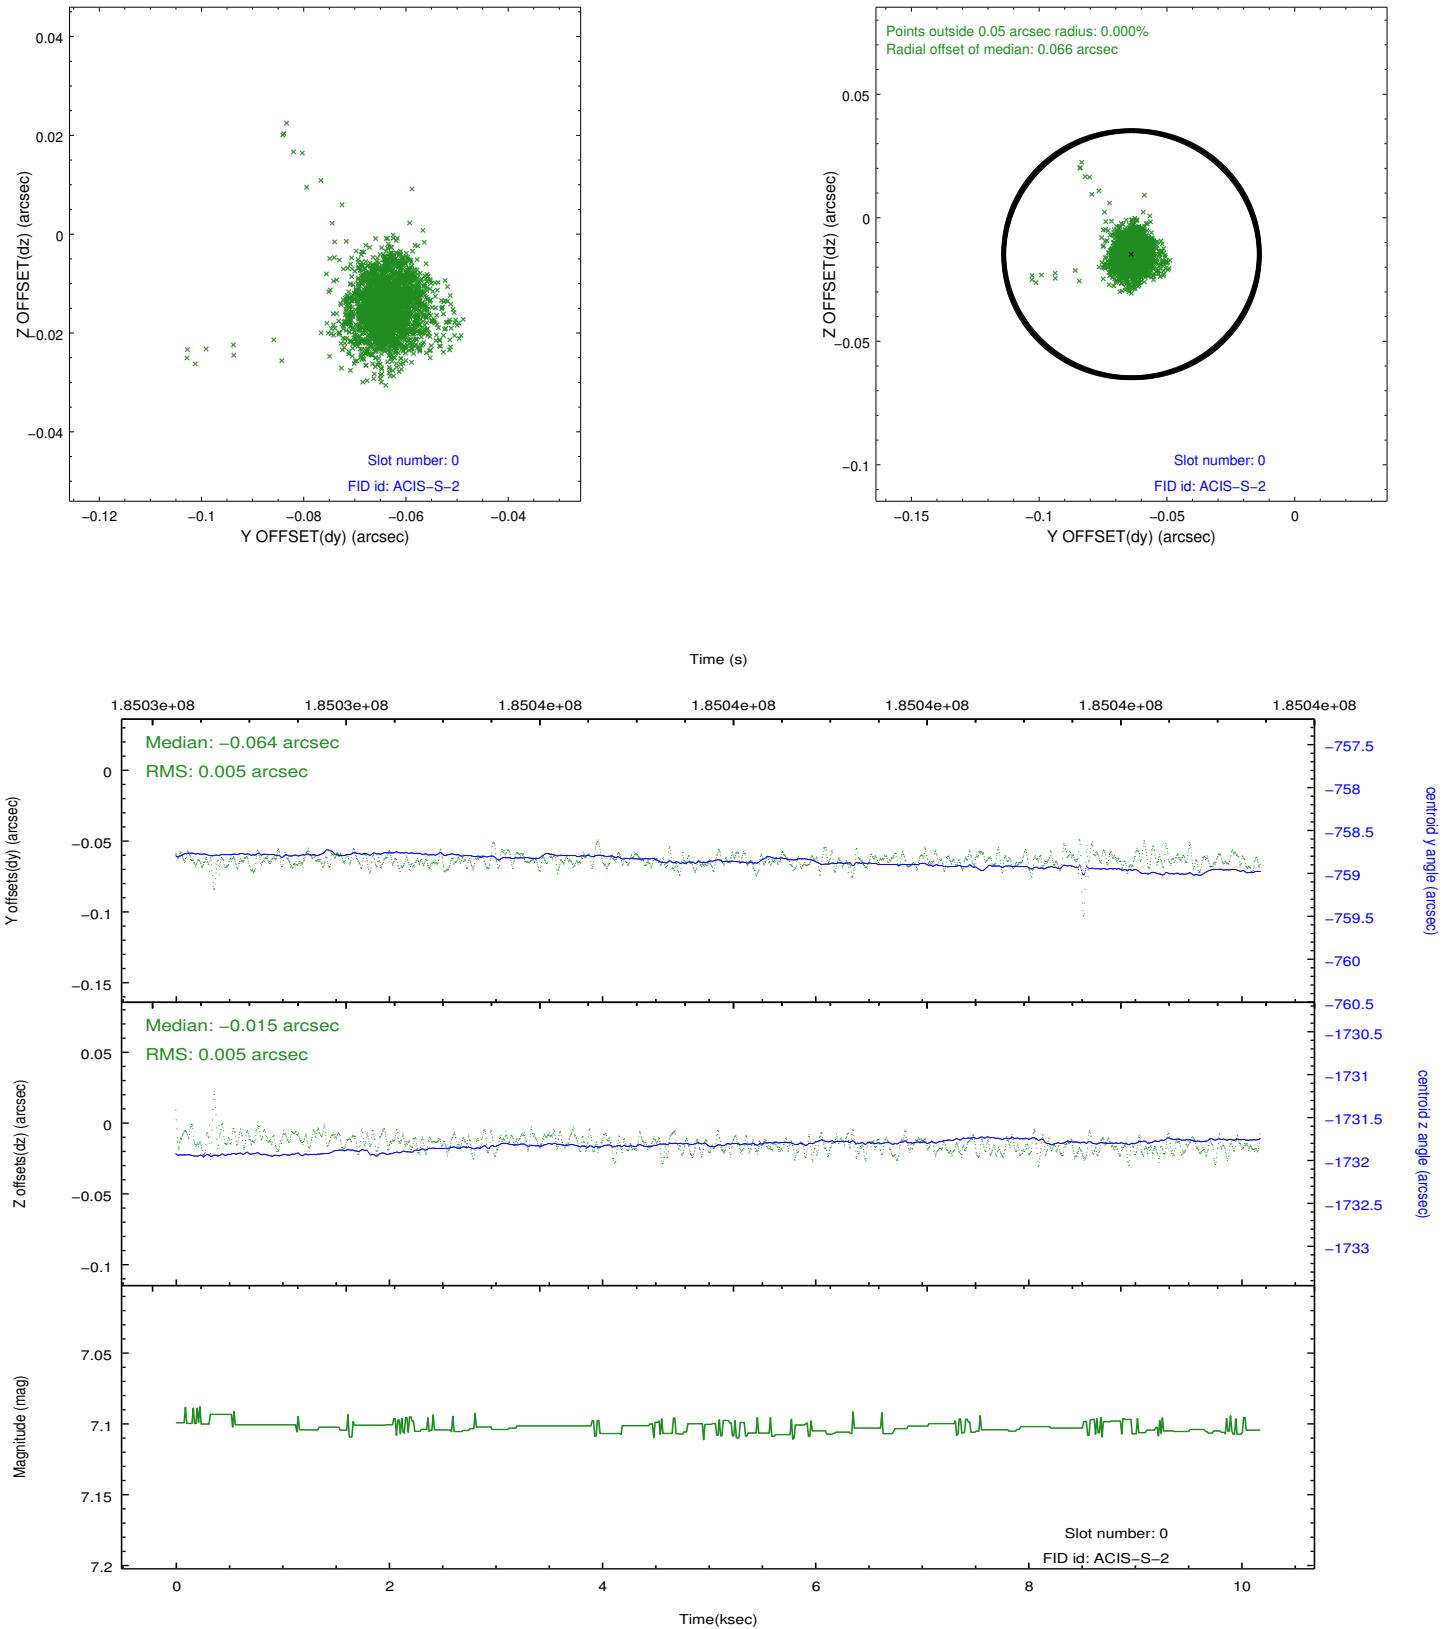 0.04
0.02
0
−0.02
−0.04
Z OFFSET(dz) (arcsec)
Slot number: 0
FID id: ACIS−S−2
−0.12
−0.1
−0.08
−0.06
−0.04
Y OFFSET(dy) (arcsec)
Points outside 0.05 arcsec radius: 0.000%
Radial offset of median: 0.066 arcsec
0.05
0
−0.05
−0.1
Z OFFSET(dz) (arcsec)
Slot number: 0
FID id: ACIS−S−2
−0.15
−0.1
−0.05
0
Y OFFSET(dy) (arcsec)
Time (s)
1.8503e+08
1.8503e+08
1.8504e+08
1.8504e+08
1.8504e+08
1.8504e+08
1.8504e+08
Median: −0.064 arcsec
RMS: 0.005 arcsec
0
−0.05
−0.1
−0.15
Y offsets(dy) (arcsec)
−757.5
−758
−758.5
−759
−759.5
−760
−760.5
centroid y angle (arcsec)
Median: −0.015 arcsec
RMS: 0.005 arcsec
0.05
0
−0.05
−0.1
Z offsets(dz) (arcsec)
−1730.5
−1731
−1731.5
−1732
−1732.5
−1733
centroid z angle (arcsec)
7.05
7.1
7.15
7.2
Magnitude (mag)
Slot number: 0
FID id: ACIS−S−2
0
2
4
6
8
10
Time(ksec)